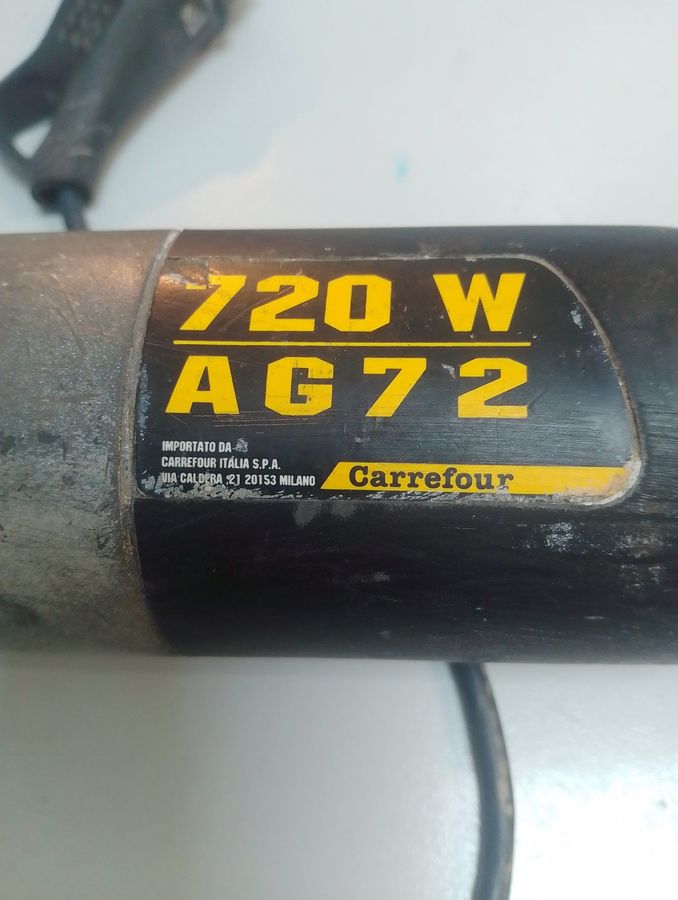 720 W
AG72
IMPORTATO DA
CARREFOUR ITALIA S.P.A.
VIA CALDERA 21 20153 MILANO
Carrefour